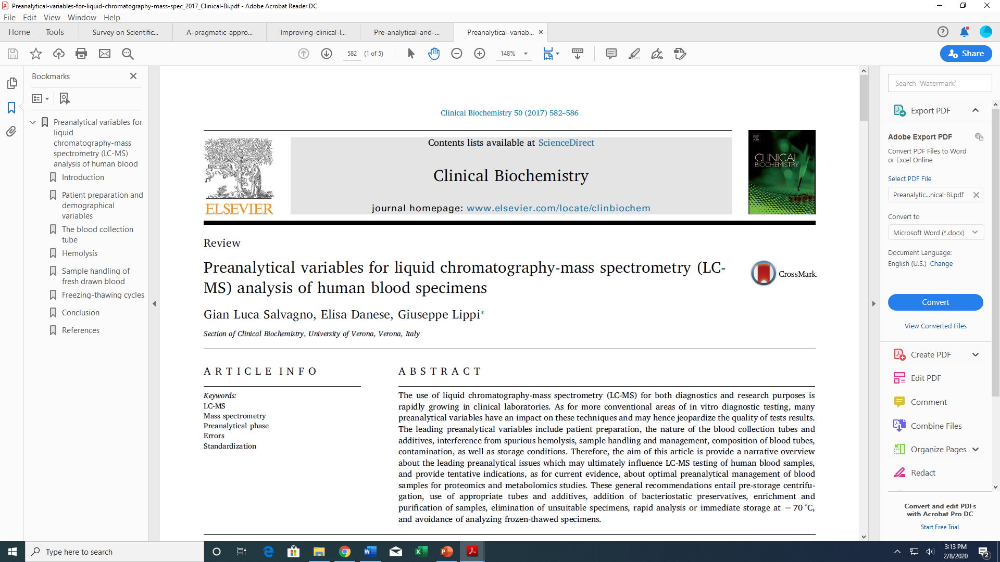 Preanalytical-variables-for-liquid-chromatography-mass-spec_2017_Clinical-Bi.pdf - Adobe Acrobat Reader DC
File Edit View Window Help
Home Tools Survey on Scientific... A-pragmatic-appro... Improving-clinical-l... Pre-analytical-and-... Preanalytical-variab...
582 (1 of 5) 148% Share
Bookmarks
Preanalytical variables for
liquid
chromatography-mass
spectrometry (LC-MS)
analysis of human blood
Introduction
Patient preparation and
demographical
variables
The blood collection
tube
Hemolysis
Sample handling of
fresh drawn blood
Freezing-thawing cycles
Conclusion
References
Clinical Biochemistry 50 (2017) 582–586
ELSEVIER
Contents lists available at ScienceDirect
Clinical Biochemistry
journal homepage: www.elsevier.com/locate/clinbiochem
CLINICAL
BIOCHEMISTRY
Review
Preanalytical variables for liquid chromatography-mass spectrometry (LC-
MS) analysis of human blood specimens
CrossMark
Gian Luca Salvagno, Elisa Danese, Giuseppe Lippi*
Section of Clinical Biochemistry, University of Verona, Verona, Italy
ARTICLE INFO
Keywords:
LC-MS
Mass spectrometry
Preanalytical phase
Errors
Standardization
ABSTRACT
The use of liquid chromatography-mass spectrometry (LC-MS) for both diagnostics and research purposes is
rapidly growing in clinical laboratories. As for more conventional areas of in vitro diagnostic testing, many
preanalytical variables have an impact on these techniques and may hence jeopardize the quality of tests results.
The leading preanalytical variables include patient preparation, the nature of the blood collection tubes and
additives, interference from spurious hemolysis, sample handling and management, composition of blood tubes,
contamination, as well as storage conditions. Therefore, the aim of this article is provide a narrative overview
about the leading preanalytical issues which may ultimately influence LC-MS testing of human blood samples,
and provide tentative indications, as for current evidence, about optimal preanalytical management of blood
samples for proteomics and metabolomics studies. These general recommendations entail pre-storage centrifu-
gation, use of appropriate tubes and additives, addition of bacteriostatic preservatives, enrichment and
purification of samples, elimination of unsuitable specimens, rapid analysis or immediate storage at − 70 °C,
and avoidance of analyzing frozen-thawed specimens.
Search 'Watermark'
Export PDF
Adobe Export PDF
Convert PDF Files to Word
or Excel Online
Select PDF File
Preanalytic...nical-Bi.pdf
Convert to
Microsoft Word (*.docx)
Document Language:
English (U.S.) Change
Convert
View Converted Files
Create PDF
Edit PDF
Comment
Combine Files
Organize Pages
Redact
Convert and edit PDFs
with Acrobat Pro DC
Start Free Trial
Type here to search
3:13 PM
2/8/2020
2